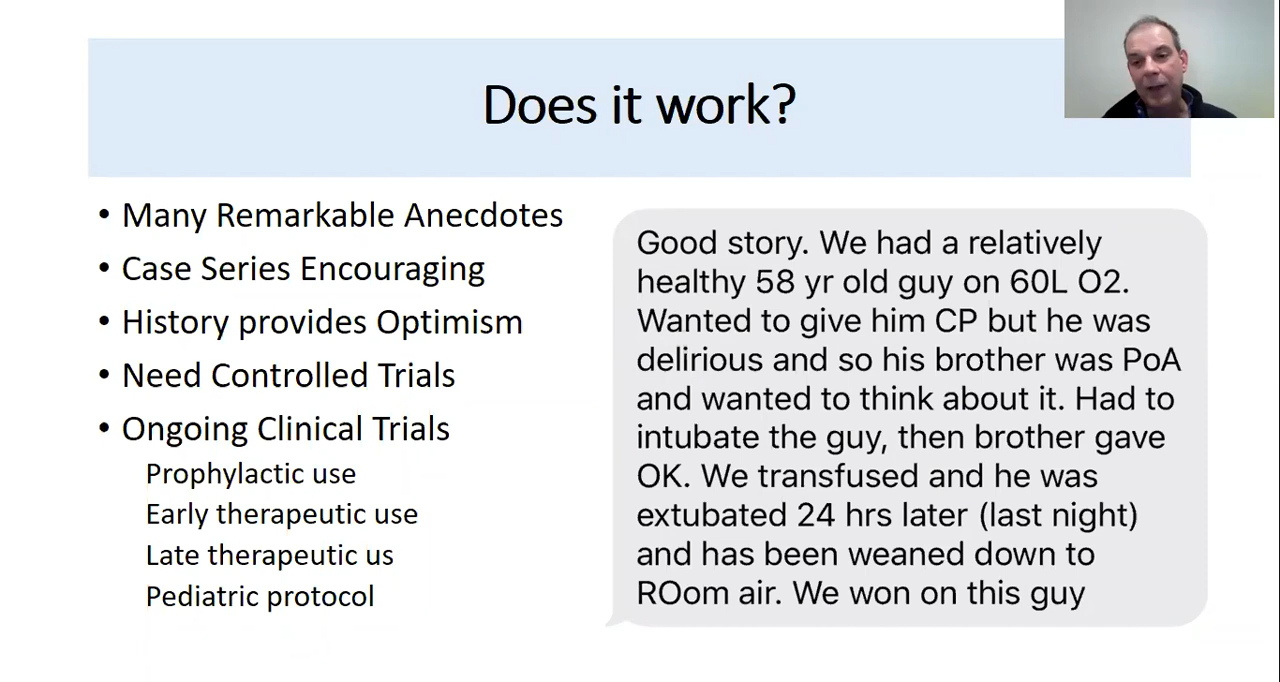 Does it work?
• Many Remarkable Anecdotes
• Case Series Encouraging
• History provides Optimism
• Need Controlled Trials
• Ongoing Clinical Trials
Prophylactic use
Early therapeutic use
Late therapeutic us
Pediatric protocol
Good story. We had a relatively
healthy 58 yr old guy on 60L O2.
Wanted to give him CP but he was
delirious and so his brother was PoA
and wanted to think about it. Had to
intubate the guy, then brother gave
OK. We transfused and he was
extubated 24 hrs later (last night)
and has been weaned down to
ROom air. We won on this guy